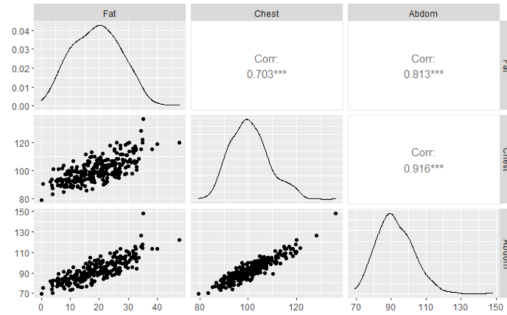 Fat Chest Abdom
0.04
0.03
0.02
0.01
0.00
Corr:
0.703***
Corr:
0.813***
Fat
120
100
80
Corr:
0.916***
Chest
150
130
110
90
70
Abdom
0 10 20 30 40 80 100 120 70 90 110 130 150